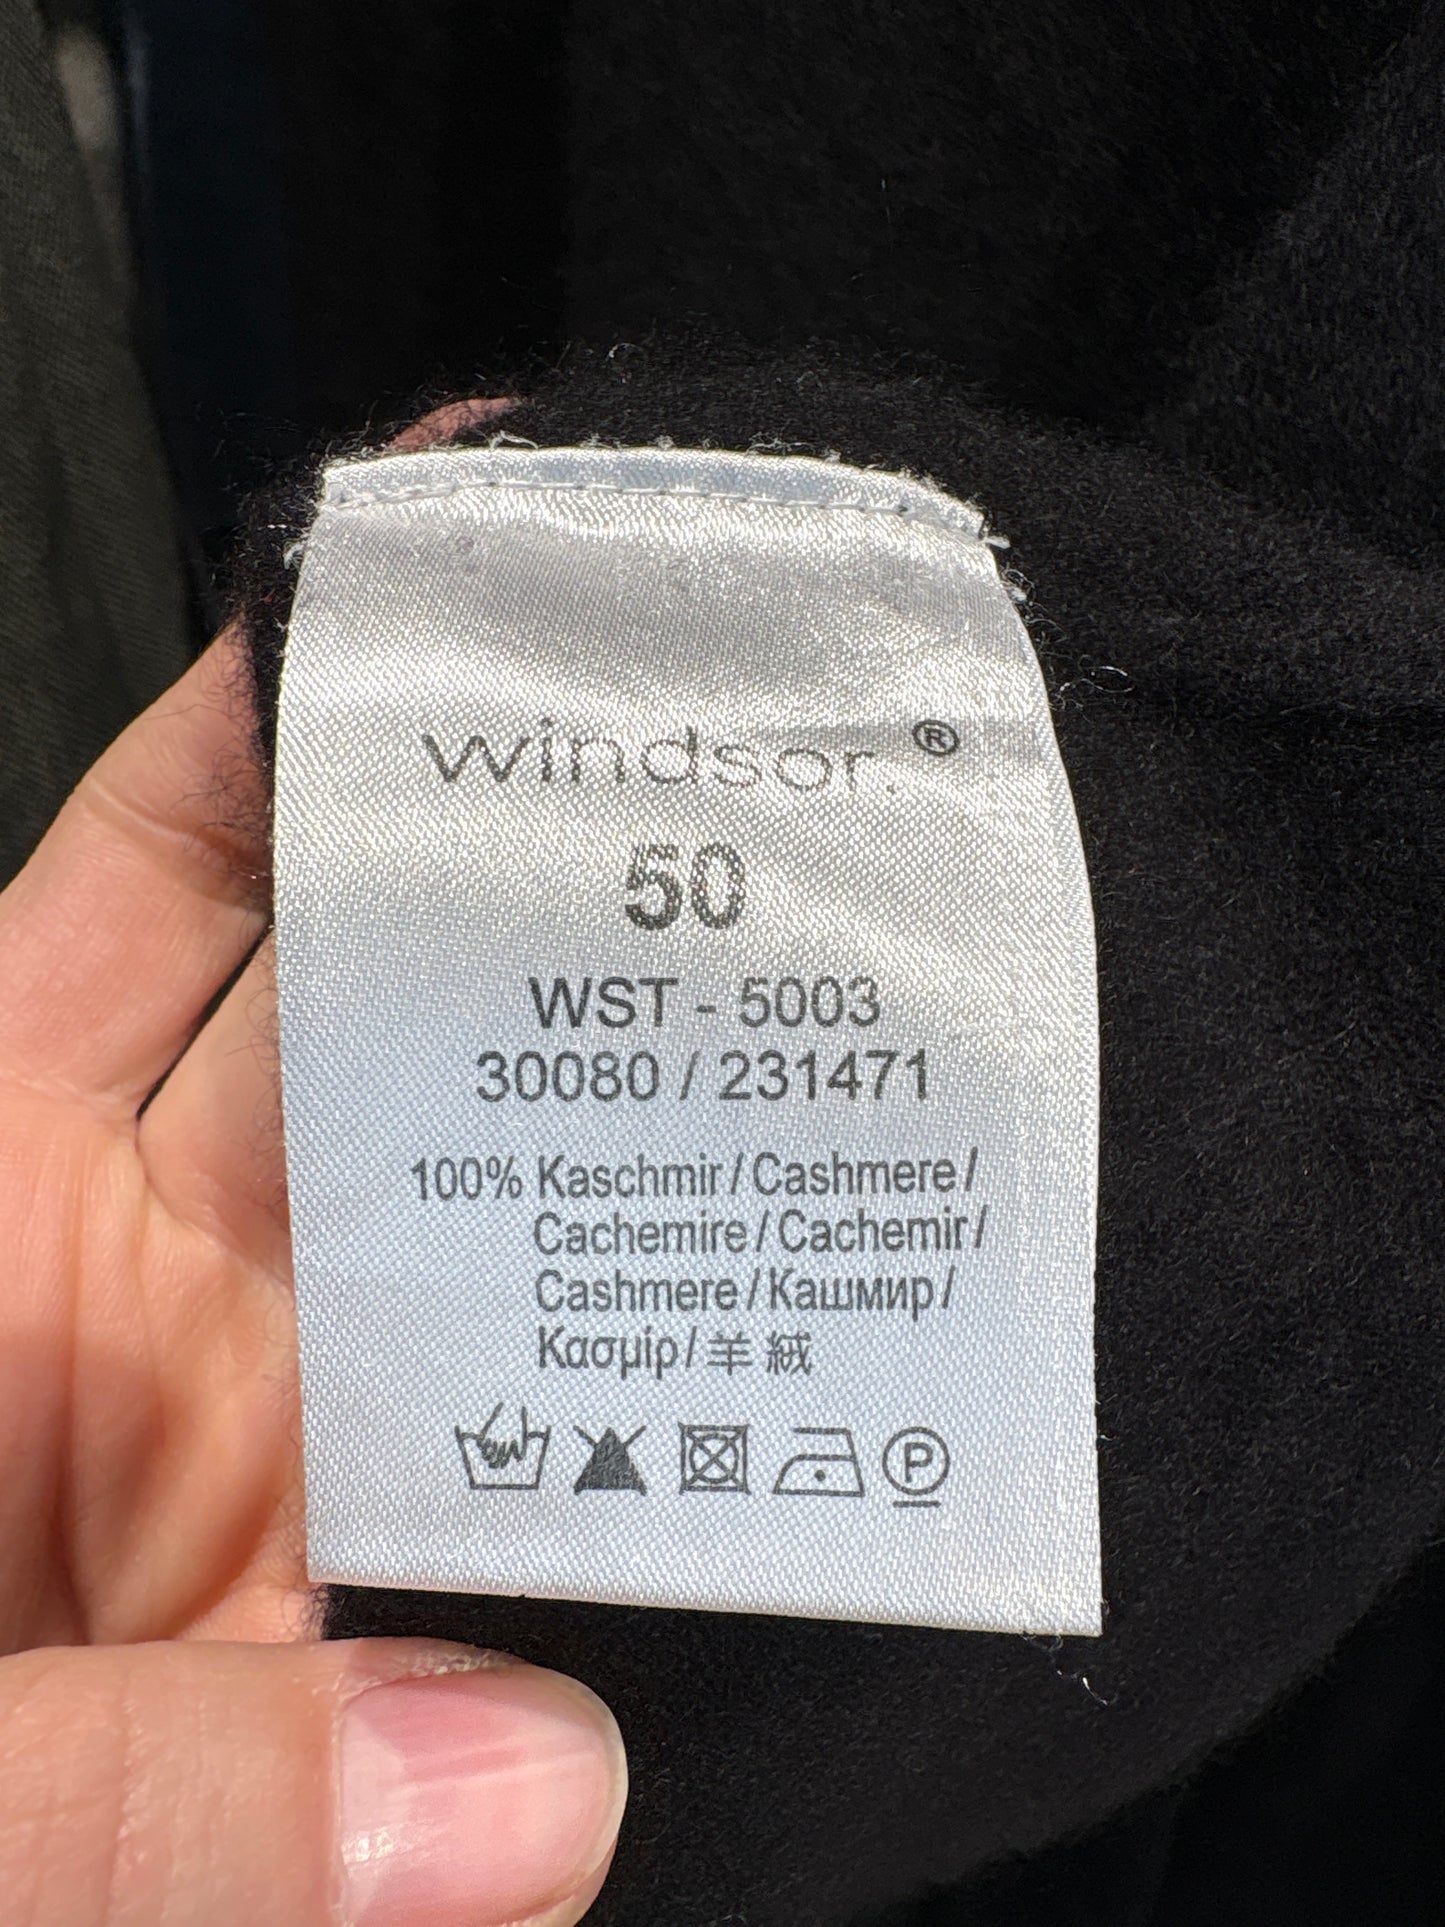 windsor.®
50
WST - 5003
30080 / 231471
100% Kaschmir / Cashmere /
Cachemire / Cachemir /
Cashmere / Кашмир /
Κασμίρ / 羊 絨
P